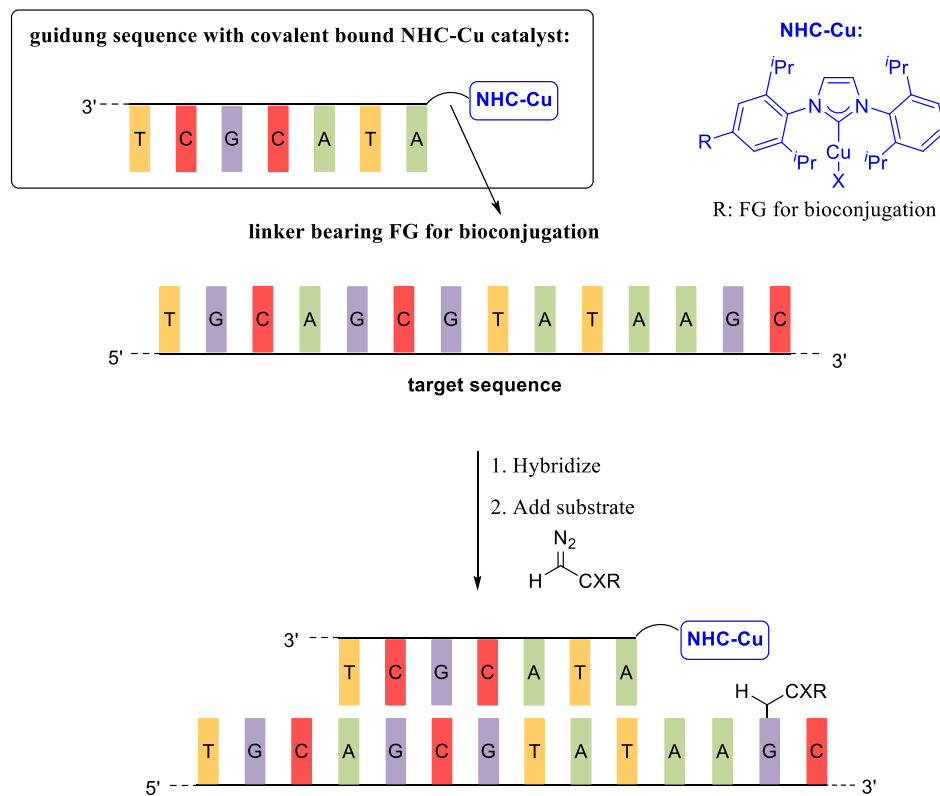 guidung sequence with covalent bound NHC-Cu catalyst:
3'
NHC-Cu
T C G C A T A
linker bearing FG for bioconjugation
NHC-Cu:
iPr
iPr
N
N
R
iPr
Cu
iPr
X
R: FG for bioconjugation
T G C A G C G T A T A A G C
5'
3'
target sequence
1. Hybridize
2. Add substrate
N2
H
CXR
3'
NHC-Cu
T C G C A T A
H
CXR
T G C A G C G T A T A A G C
5'
3'